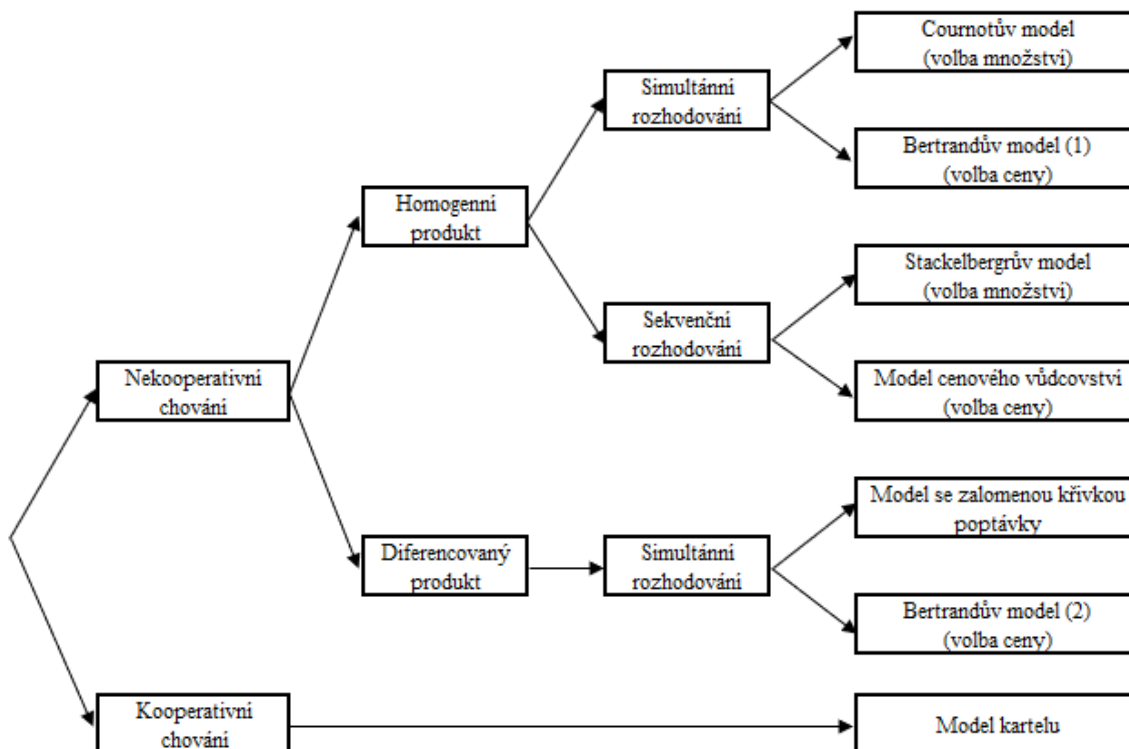 Cournotův model
(volba množství)
Simultánní
rozhodování
Bertrandův model (1)
(volba ceny)
Homogenní
produkt
Stackelbergrův model
(volba množství)
Sekvenční
rozhodování
Nekooperativní
chování
Model cenového vůdcovství
(volba ceny)
Model se zalomenou křivkou
poptávky
Diferencovaný
produkt
Simultánní
rozhodování
Bertrandův model (2)
(volba ceny)
Kooperativní
chování
Model kartelu